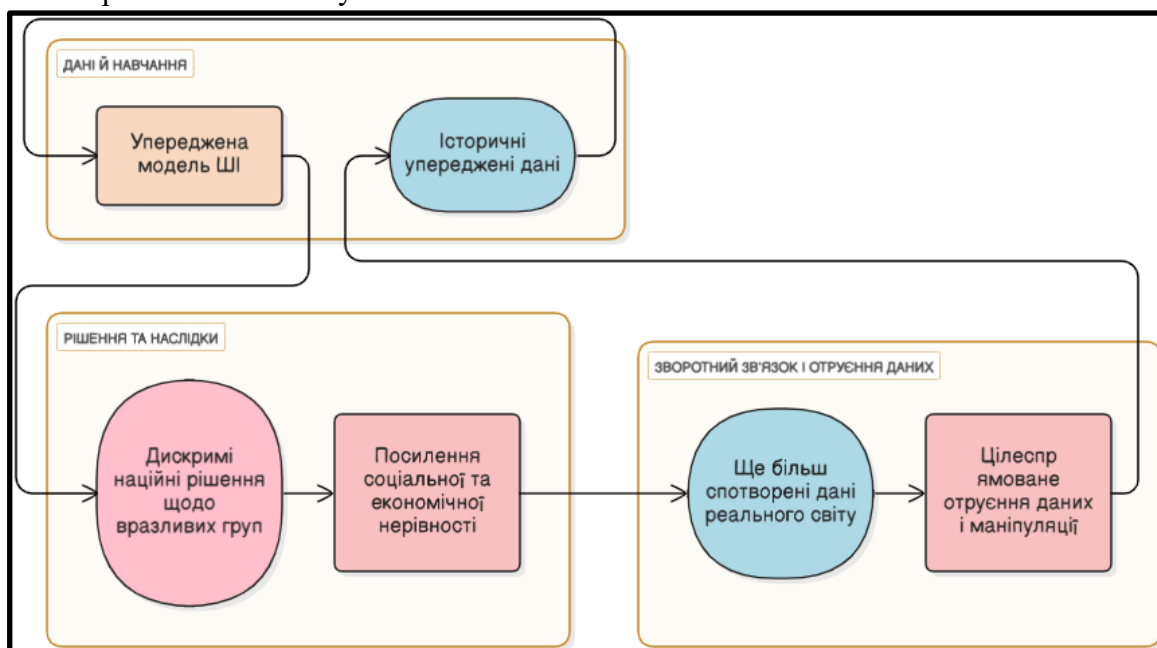 ДАНІ Й НАВЧАННЯ
Упереджена
модель ШІ
Історичні
упереджені дані
РІШЕННЯ ТА НАСЛІДКИ
Дискримі
наційні рішення
щодо
вразливих груп
Посилення
соціальної та
економічної
нерівності
ЗВОРОТНИЙ ЗВ'ЯЗОК І ОТРУЄННЯ ДАНИХ
Ще більш
спотворені дані
реального світу
Цілеспр
ямоване
отруєння даних
і маніпуляції